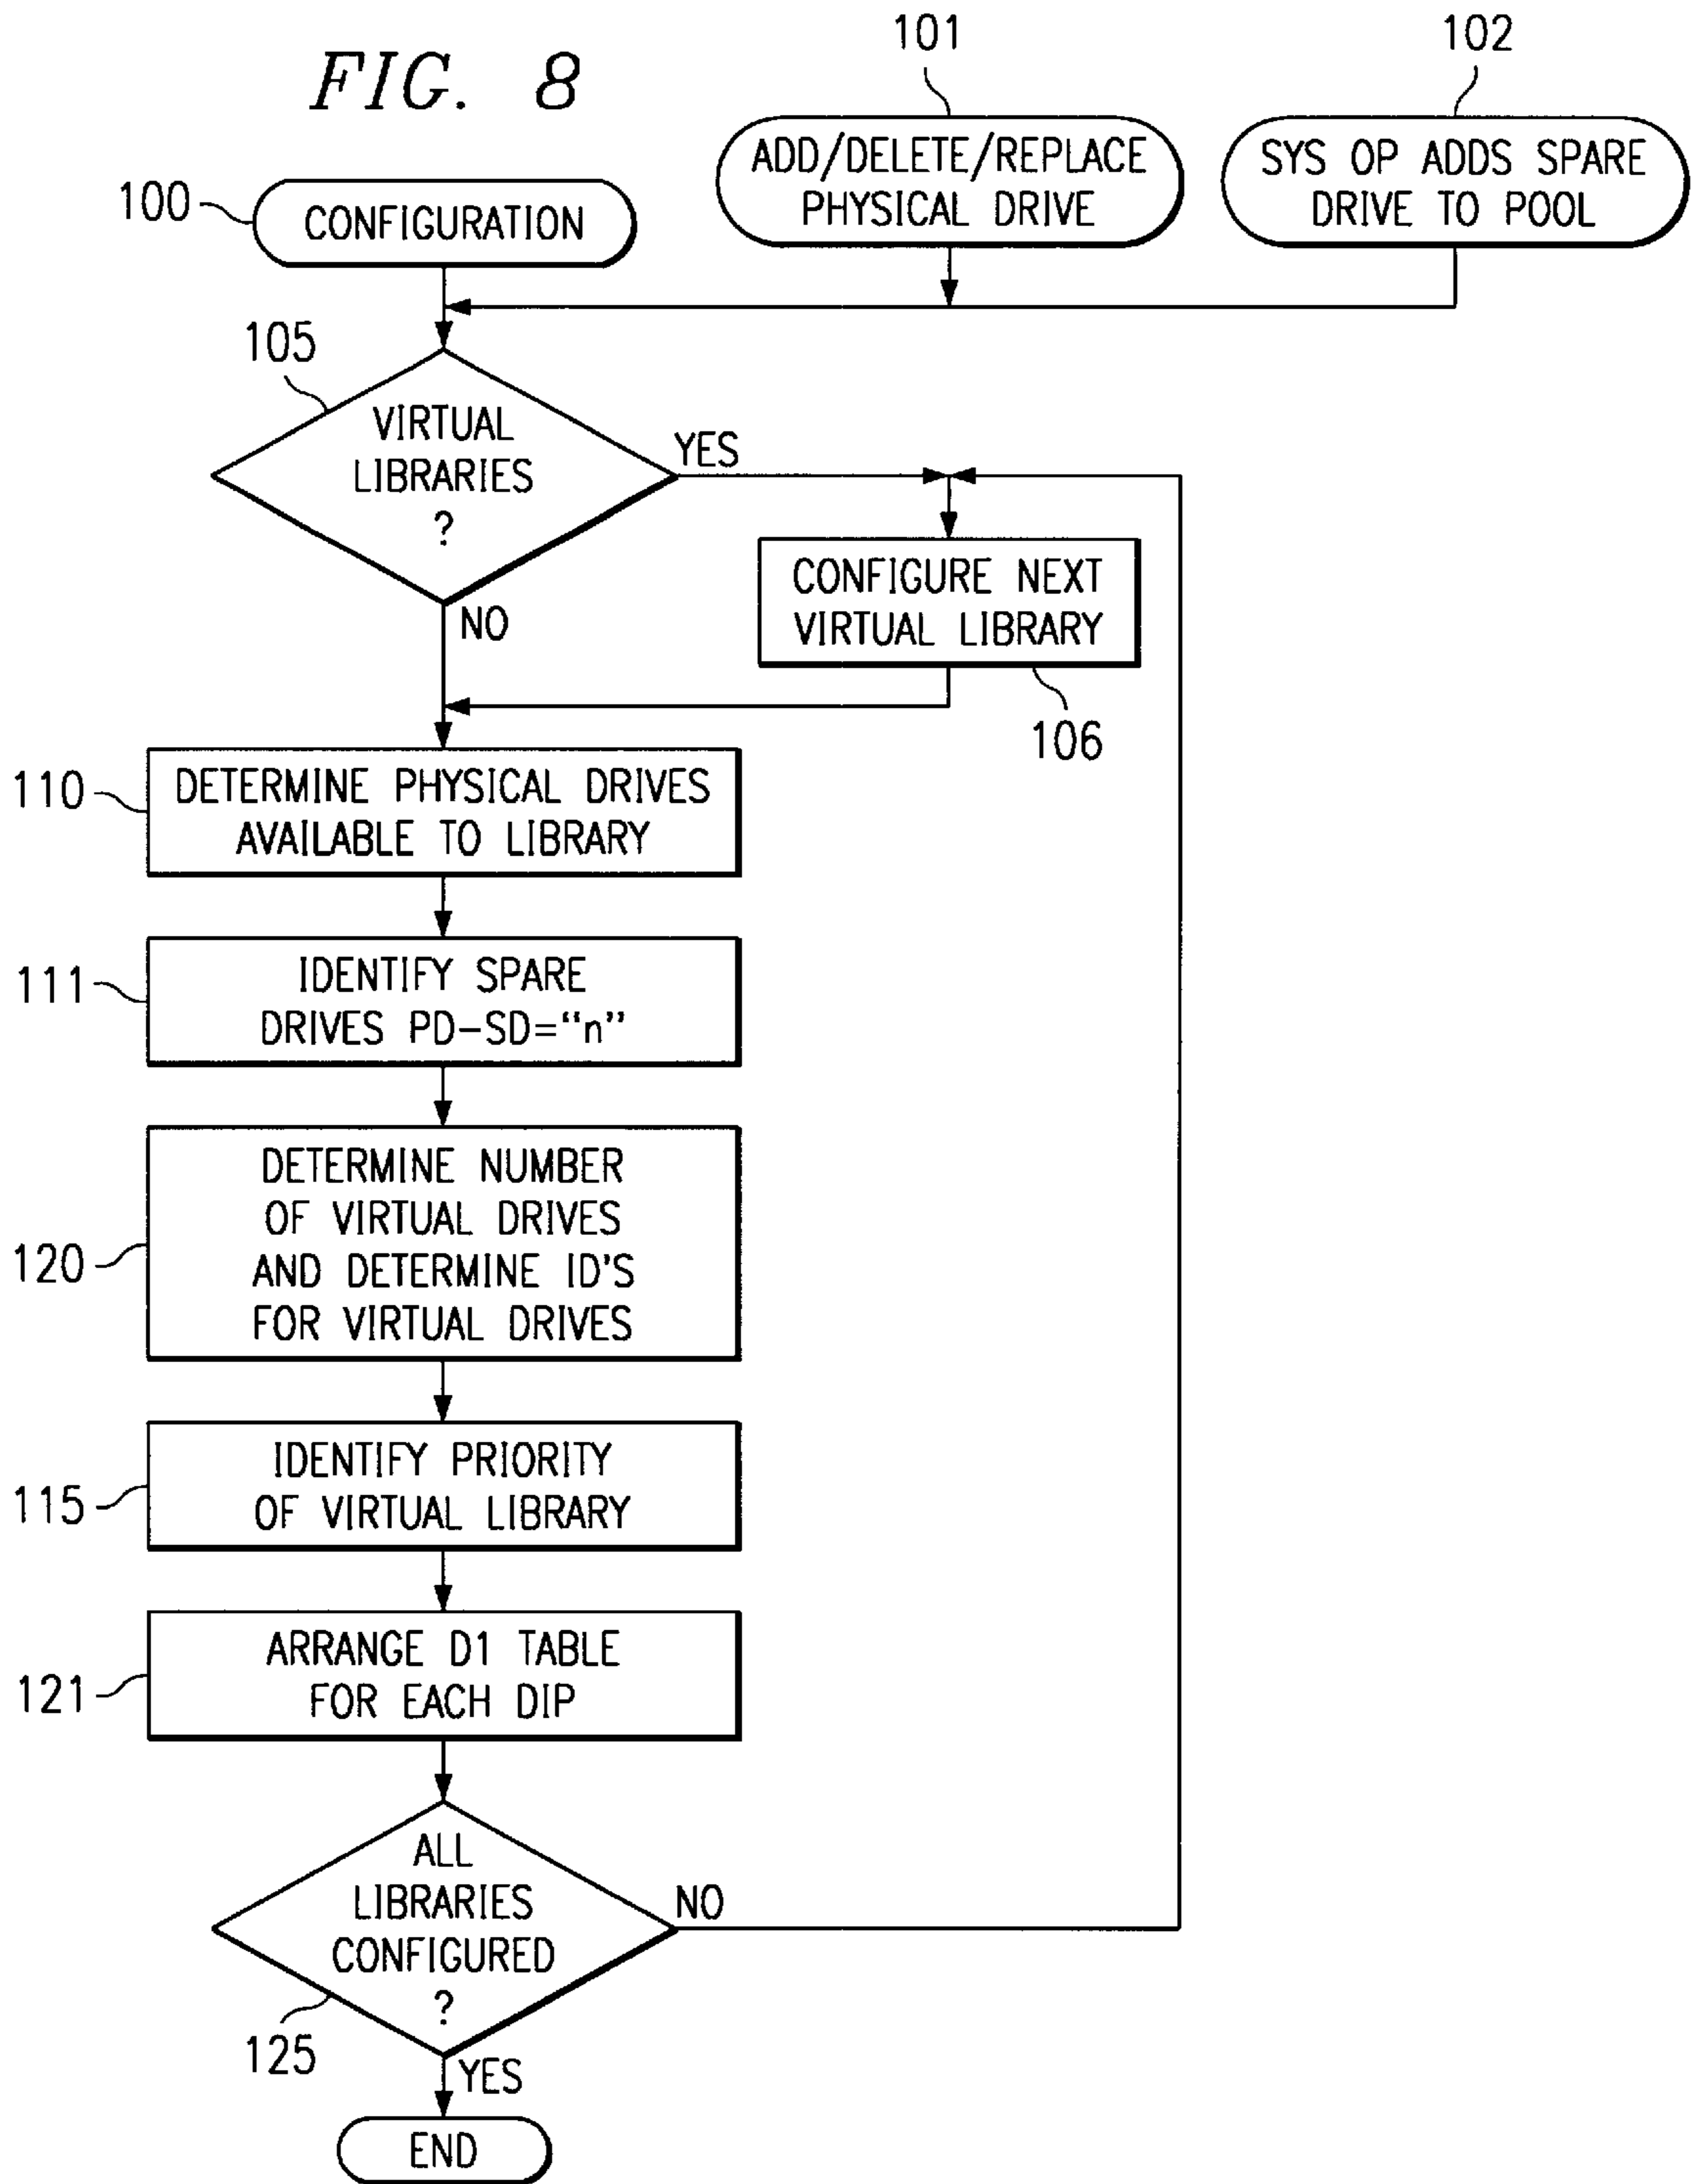 FIG. 8
101
102
ADD/DELETE/REPLACE
PHYSICAL DRIVE
SYS OP ADDS SPARE
DRIVE TO POOL
100
CONFIGURATION
105
VIRTUAL
LIBRARIES
?
YES
NO
CONFIGURE NEXT
VIRTUAL LIBRARY
106
110
DETERMINE PHYSICAL DRIVES
AVAILABLE TO LIBRARY
111
IDENTIFY SPARE
DRIVES PD-SD="n"
120
DETERMINE NUMBER
OF VIRTUAL DRIVES
AND DETERMINE ID'S
FOR VIRTUAL DRIVES
115
IDENTIFY PRIORITY
OF VIRTUAL LIBRARY
121
ARRANGE D1 TABLE
FOR EACH DIP
ALL
LIBRARIES
CONFIGURED
?
NO
125
YES
END